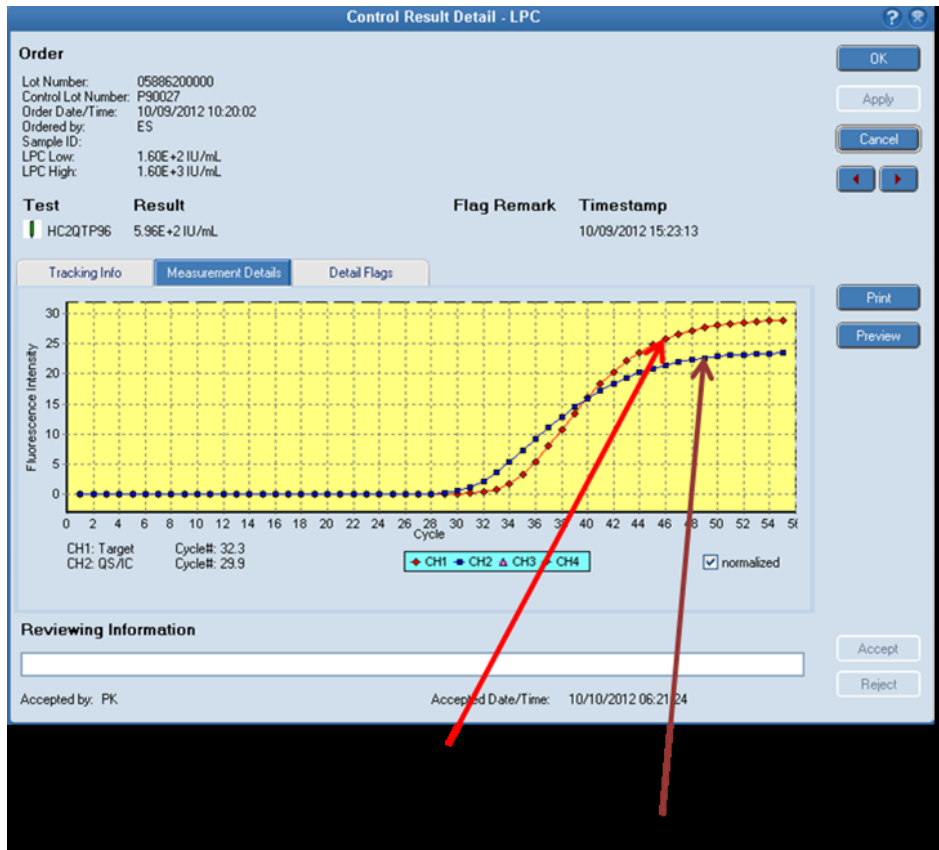 Control Result Detail - LPC
?
Order
OK
Lot Number: 05886200000
Control Lot Number: P90027
Apply
Order Date/Time: 10/09/2012 10:20:02
Ordered by: ES
Sample ID:
Cancel
LPC Low: 1.60E+2 IU/mL
LPC High: 1.60E+3 IU/mL
Test Result Flag Remark Timestamp
HC2QTP96 5.96E+2 IU/mL 10/09/2012 15:23:13
Tracking Info Measurement Details Detail Flags
Print
Preview
Fluorescence Intensity
30
25
20
15
10
5
0
0 2 4 6 8 10 12 14 16 18 20 22 24 26 28 30 32 34 36 38 40 42 44 46 48 50 52 54
Cycle
CH1: Target Cycle#: 32.3
CH2: QS/IC Cycle#: 29.9
CH1 CH2 CH3 CH4
normalized
Reviewing Information
Accept
Reject
Accepted by: PK Accepted Date/Time: 10/10/2012 06:21:24